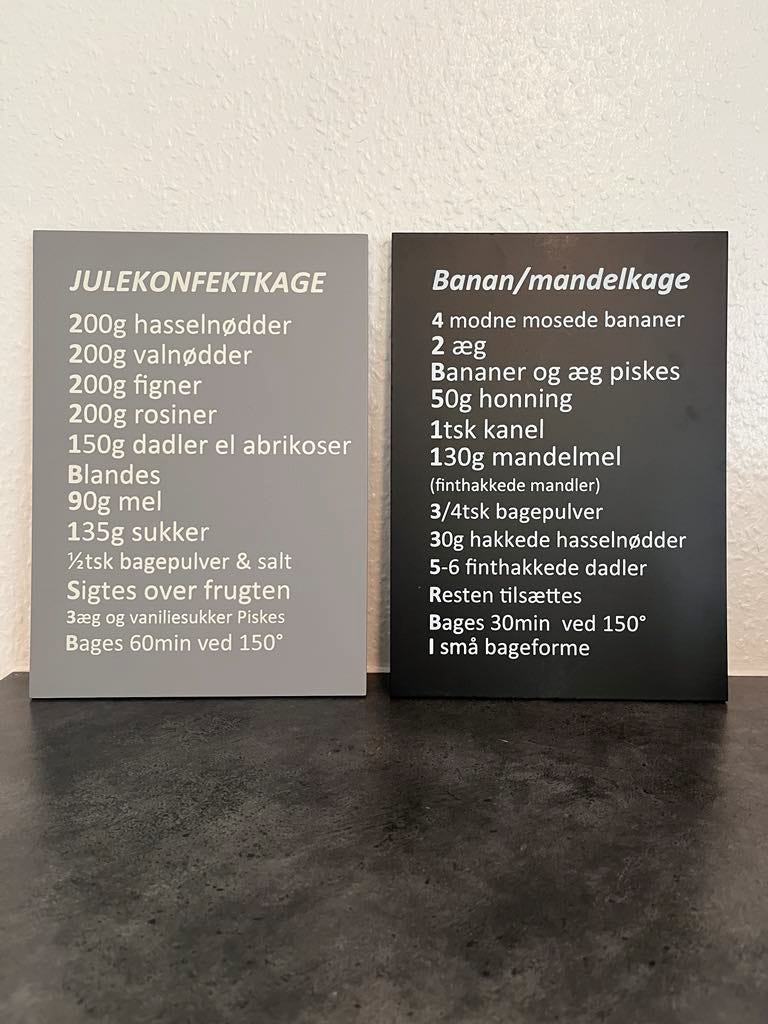 JULEKONFEKTKAGE
200g hasselnødder
200g valnødder
200g figner
200g rosiner
150g dadler el abrikoser
Blandes
90g mel
135g sukker
½tsk bagepulver & salt
Sigtes over frugten
3æg og vaniliesukker Piskes
Bages 60min ved 150°
Banan/mandelkage
4 modne mosede bananer
2 æg
Bananer og æg piskes
50g honning
1tsk kanel
130g mandelmel
(finthakkede mandler)
3/4tsk bagepulver
30g hakkede hasselnødder
5-6 finthakkede dadler
Resten tilsættes
Bages 30min ved 150°
I små bageforme